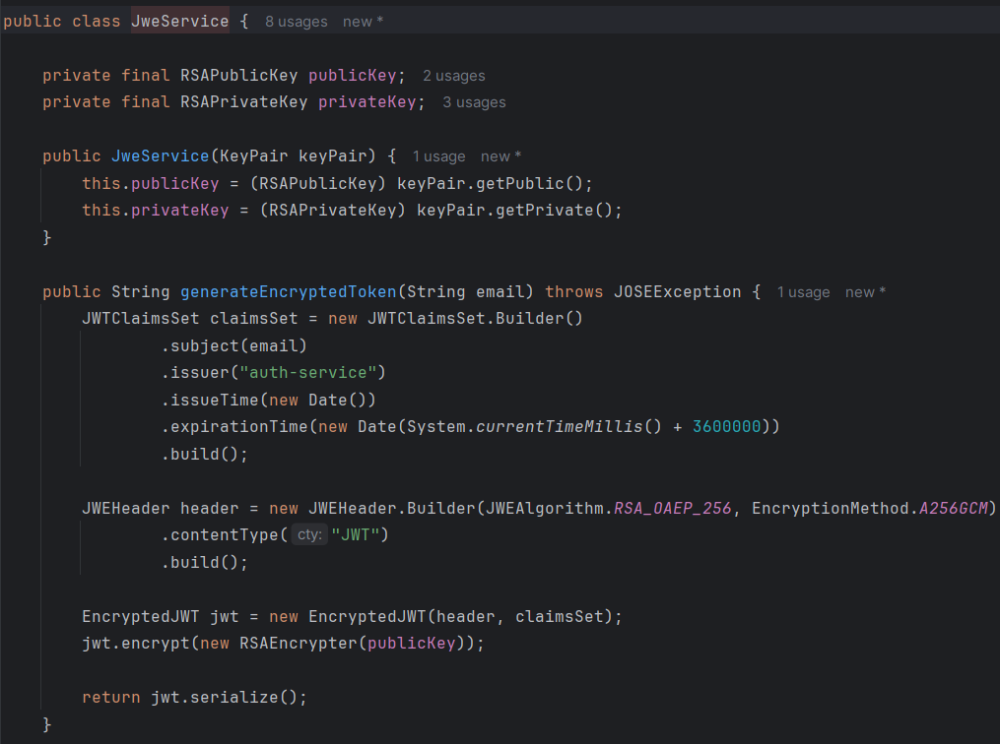 public class JweService { 8 usages new *
private final RSAPublicKey publicKey; 2 usages
private final RSAPrivateKey privateKey; 3 usages
public JweService(KeyPair keyPair) { 1 usage new *
this.publicKey = (RSAPublicKey) keyPair.getPublic();
this.privateKey = (RSAPrivateKey) keyPair.getPrivate();
}
public String generateEncryptedToken(String email) throws JOSEException { 1 usage new *
JWTClaimsSet claimsSet = new JWTClaimsSet.Builder()
.subject(email)
.issuer("auth-service")
.issueTime(new Date())
.expirationTime(new Date(System.currentTimeMillis() + 3600000))
.build();
JWEHeader header = new JWEHeader.Builder(JWEAlgorithm.RSA_OAEP_256, EncryptionMethod.A256GCM)
.contentType( cty: "JWT")
.build();
EncryptedJWT jwt = new EncryptedJWT(header, claimsSet);
jwt.encrypt(new RSAEncrypter(publicKey));
return jwt.serialize();
}